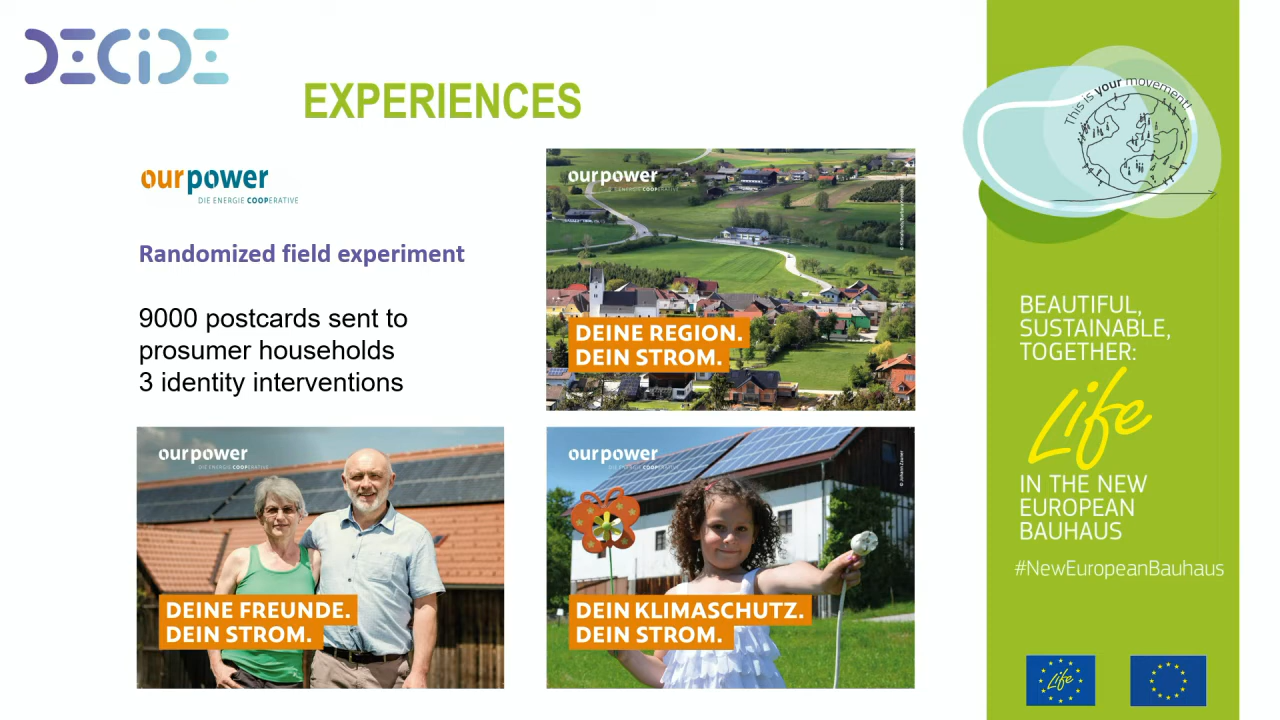 DECiDE
EXPERIENCES
This is your movement!
ourpower
DIE ENERGIE COOPERATIVE
Randomized field experiment
9000 postcards sent to
prosumer households
3 identity interventions
ourpower
DIE ENERGIE COOPERATIVE
DEINE REGION.
DEIN STROM.
ourpower
DIE ENERGIE COOPERATIVE
DEINE FREUNDE.
DEIN STROM.
ourpower
DIE ENERGIE COOPERATIVE
© Johann Zauner
DEIN KLIMASCHUTZ.
DEIN STROM.
BEAUTIFUL,
SUSTAINABLE,
TOGETHER:
Life
IN THE NEW
EUROPEAN
BAUHAUS
#NewEuropeanBauhaus
Life